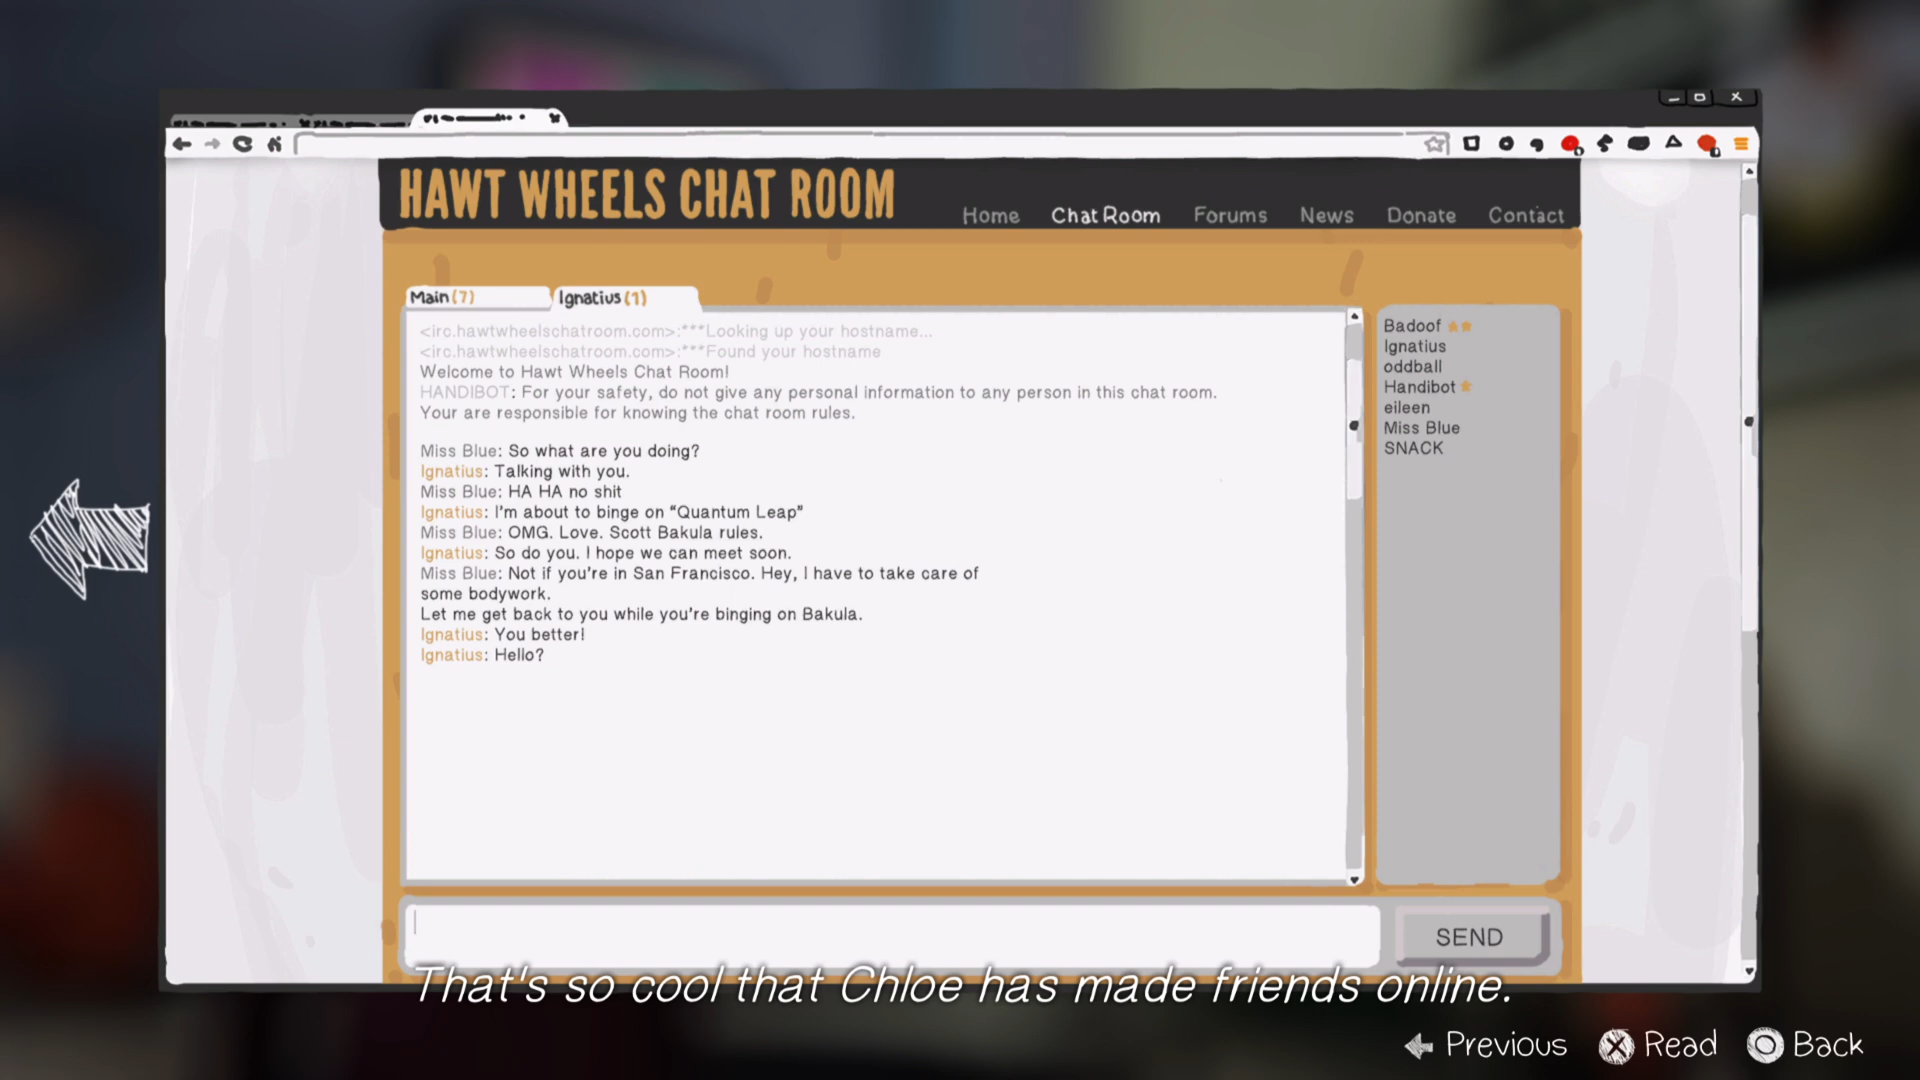 HAWT WHEELS CHAT ROOM
Home Chat Room Forums News Donate Contact
Main (7) Ignatius (1)
<irc.hawtwheelschatroom.com>:***Looking up your hostname...
<irc.hawtwheelschatroom.com>:***Found your hostname
Welcome to Hawt Wheels Chat Room!
HANDIBOT: For your safety, do not give any personal information to any person in this chat room.
Your are responsible for knowing the chat room rules.
Miss Blue: So what are you doing?
Ignatius: Talking with you.
Miss Blue: HA HA no shit
Ignatius: I'm about to binge on “Quantum Leap”
Miss Blue: OMG. Love. Scott Bakula rules.
Ignatius: So do you. I hope we can meet soon.
Miss Blue: Not if you're in San Francisco. Hey, I have to take care of
some bodywork.
Let me get back to you while you're binging on Bakula.
Ignatius: You better!
Ignatius: Hello?
Badoof
Ignatius
oddball
Handibot
eileen
Miss Blue
SNACK
SEND
That's so cool that Chloe has made friends online.
Previous Read Back